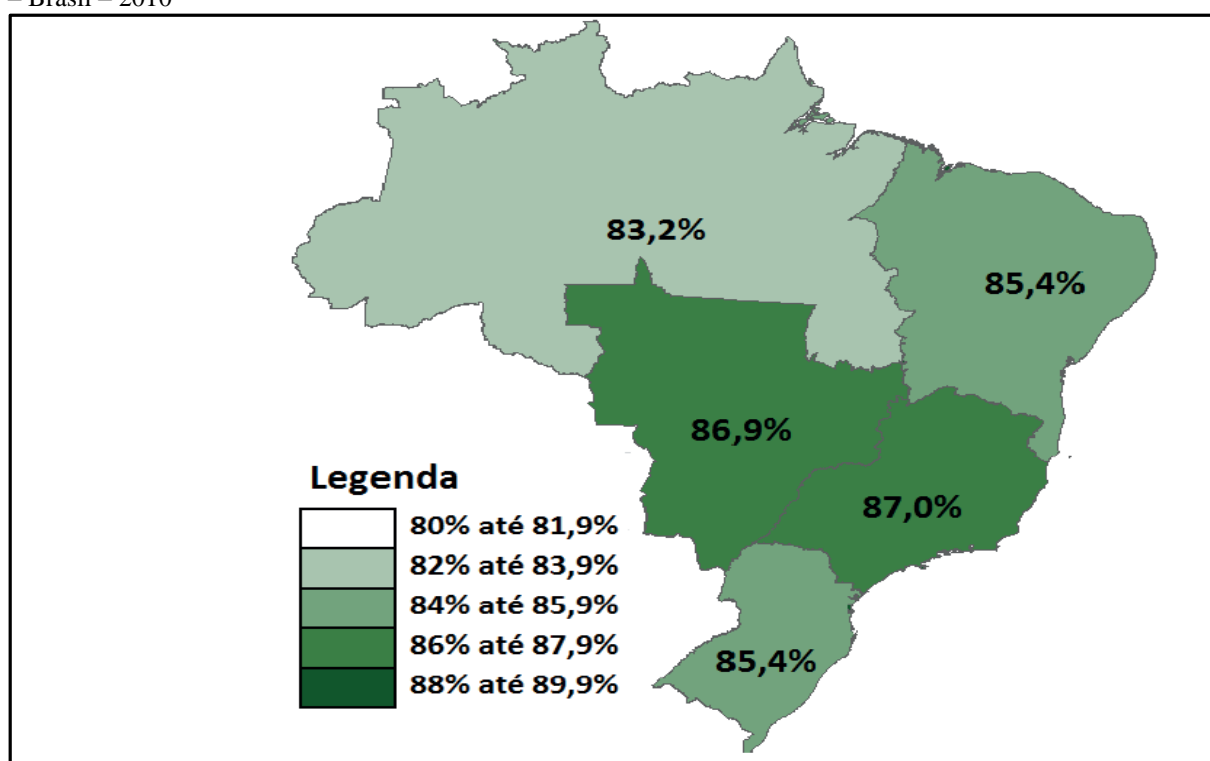 – Brasil – 2010
83,2%
85,4%
86,9%
87,0%
85,4%
Legenda
80% até 81,9%
82% até 83,9%
84% até 85,9%
86% até 87,9%
88% até 89,9%